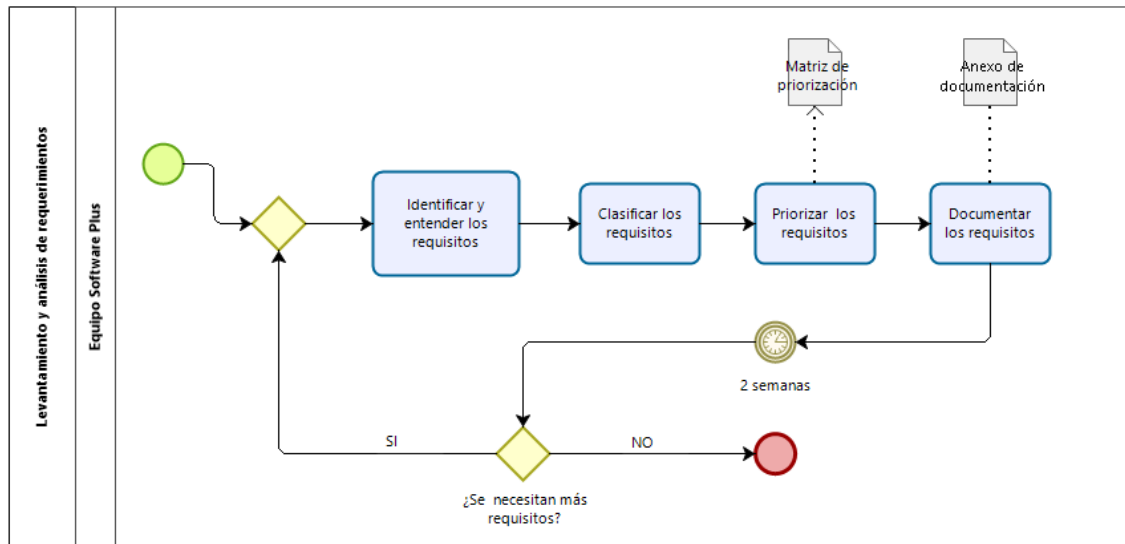 Levantamiento y análisis de requerimientos
Equipo Software Plus
Matriz de
priorización
Anexo de
documentación
Identificar y
entender los
requisitos
Clasificar los
requisitos
Priorizar los
requisitos
Documentar
los requisitos
2 semanas
SI
NO
¿Se necesitan más
requisitos?